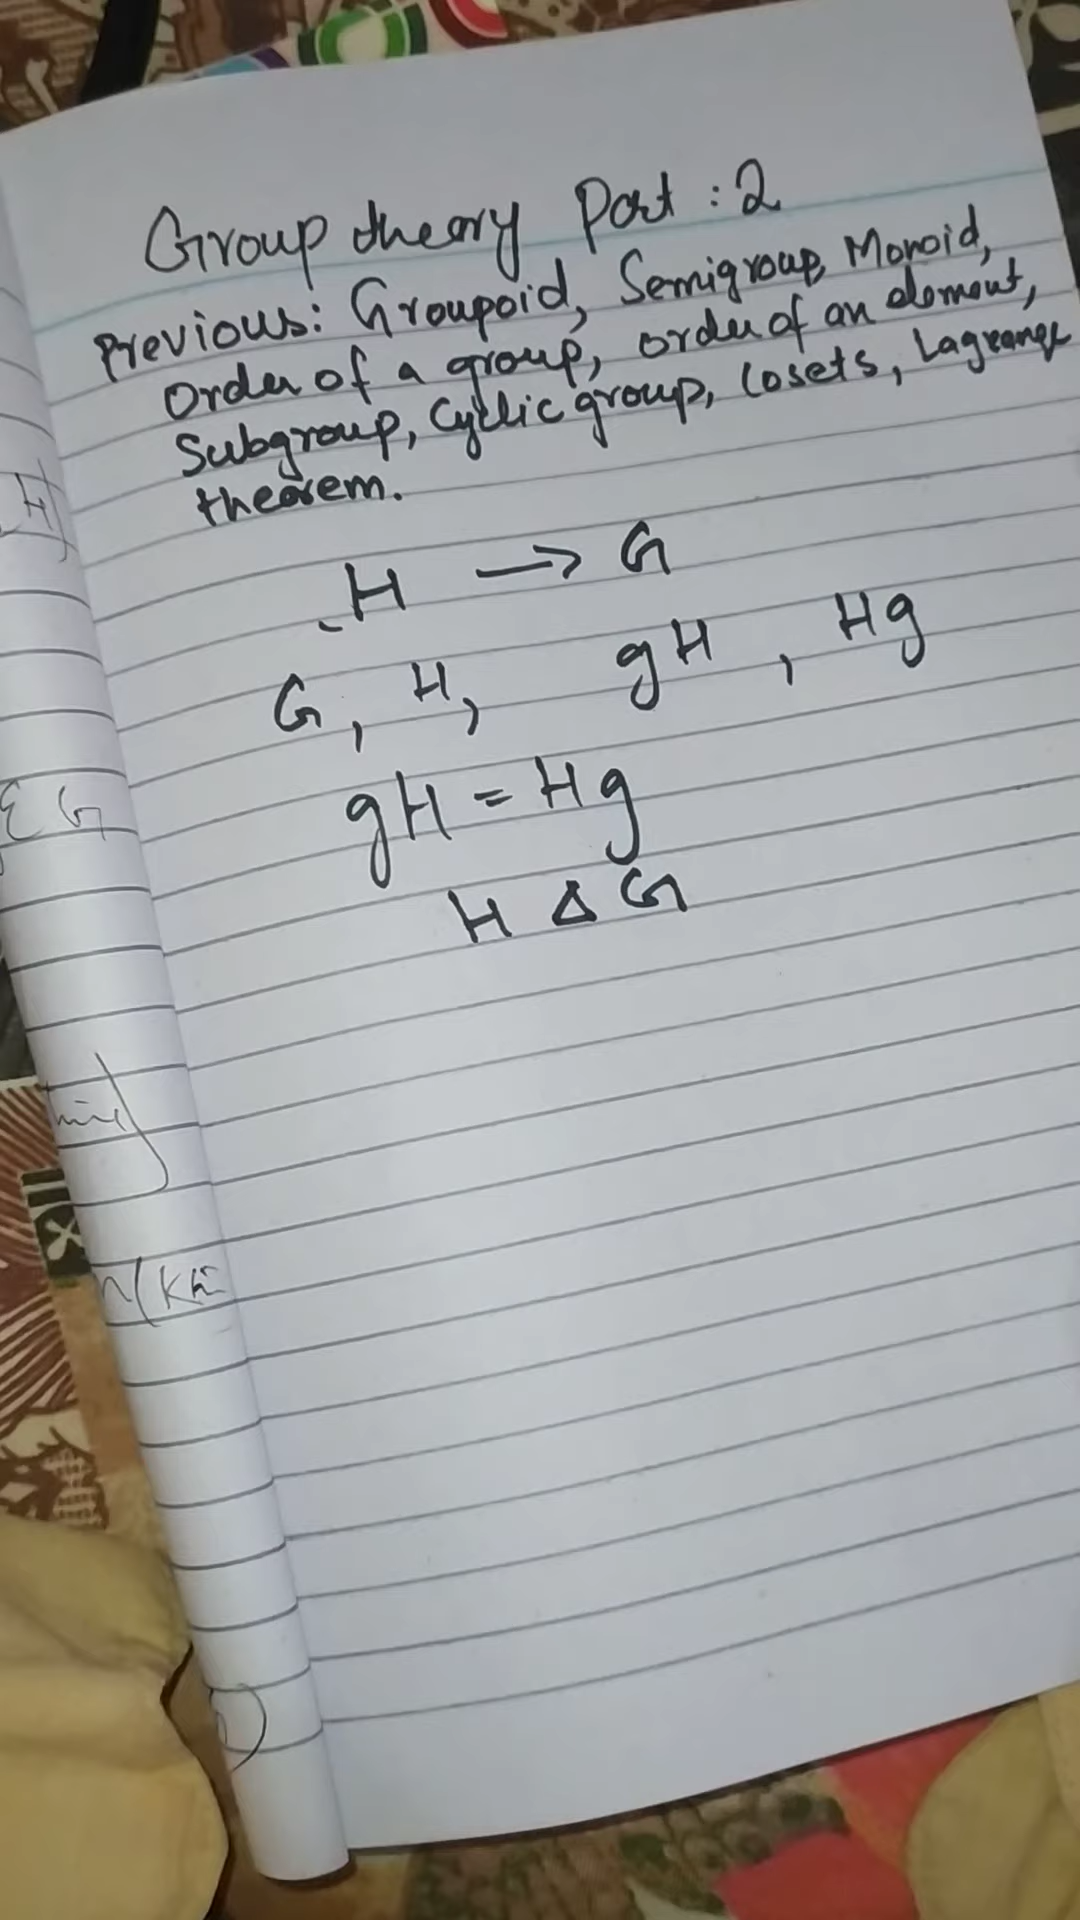 Group theory Part : 2
Previous: Groupoid, Semigroup, Monoid,
Order of a group, order of an element,
Subgroup, Cyclic group, Cosets, Lagrange
theorem.
H → G
G, H, gH, Hg
gH = Hg
H Δ G
H
EG